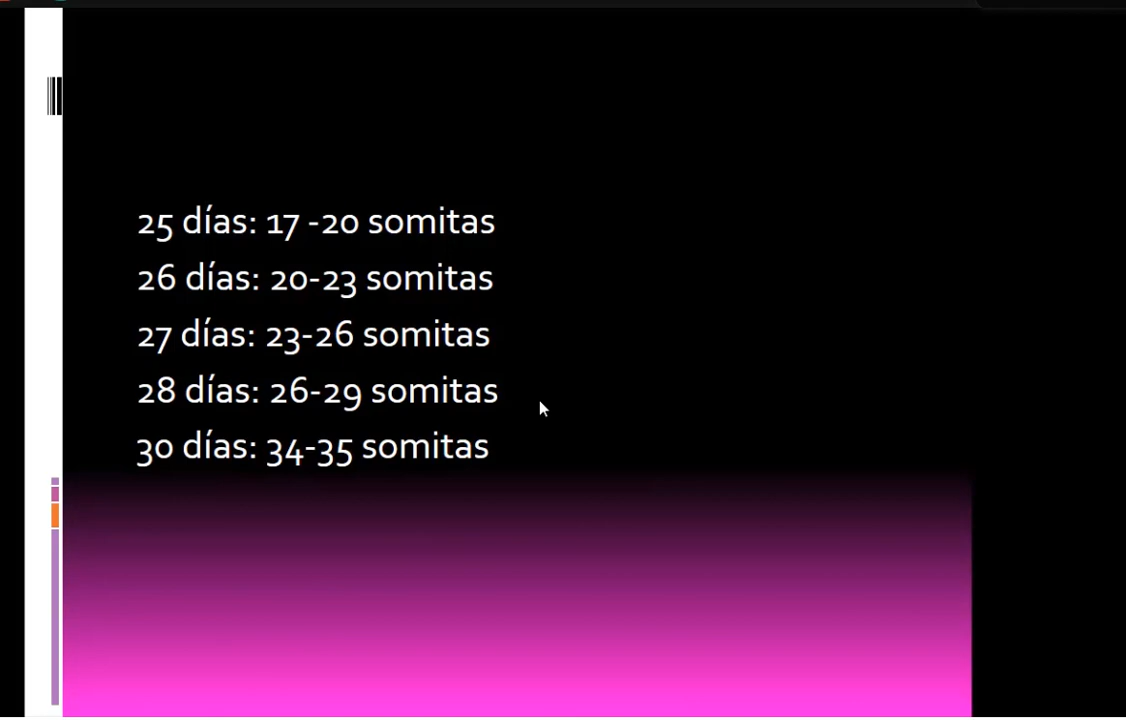 25 días: 17 -20 somitas
26 días: 20-23 somitas
27 días: 23-26 somitas
28 días: 26-29 somitas
30 días: 34-35 somitas